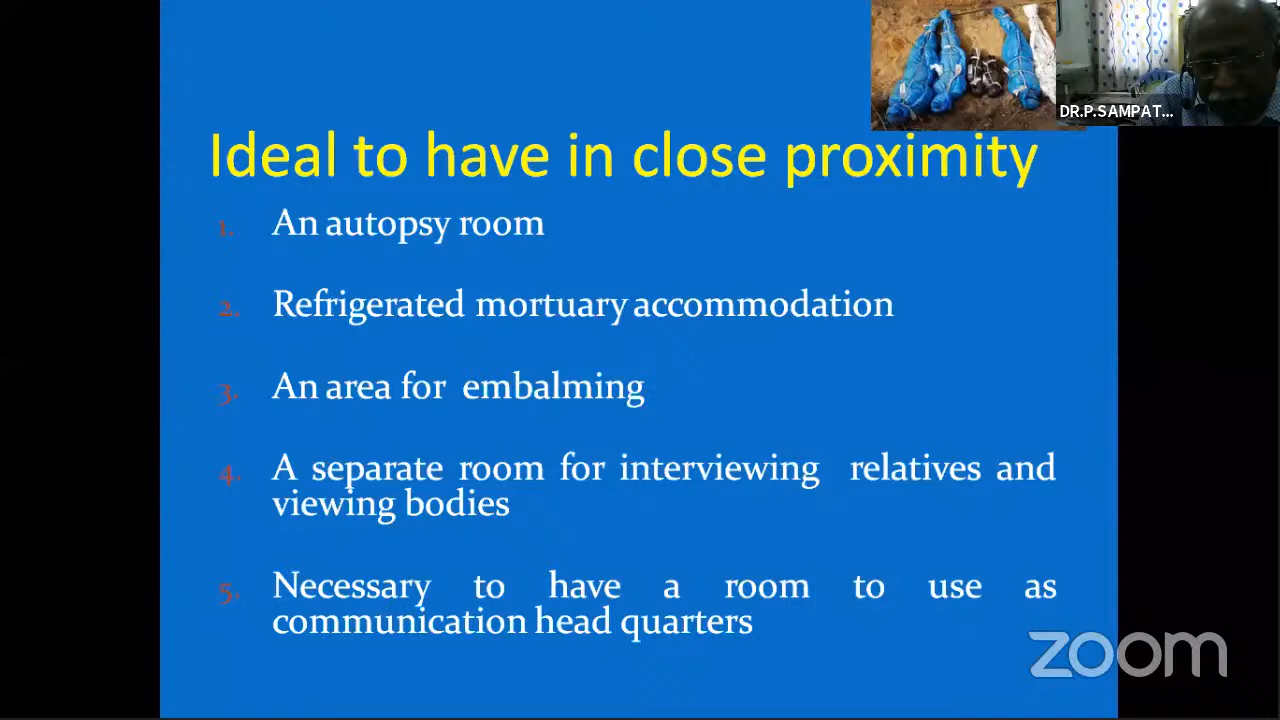 DR.P.SAMPAT...
Ideal to have in close proximity
1. An autopsy room
2. Refrigerated mortuary accommodation
3. An area for embalming
4. A separate room for interviewing relatives and
viewing bodies
5. Necessary to have a room to use as
communication head quarters
zoom